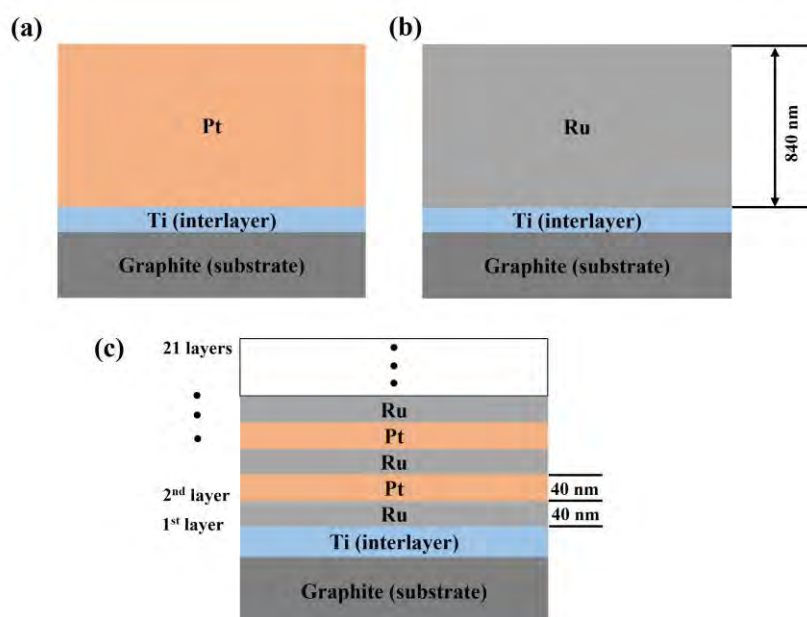 (a)
Pt
Ti (interlayer)
Graphite (substrate)
(b)
Ru
840 nm
Ti (interlayer)
Graphite (substrate)
(c)
21 layers
Ru
Pt
Ru
2nd layer
Pt
40 nm
1st layer
Ru
40 nm
Ti (interlayer)
Graphite (substrate)